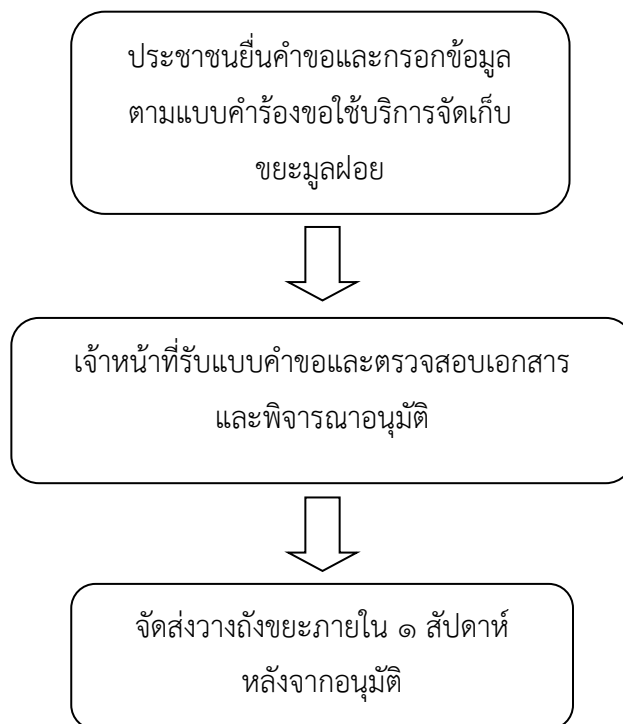 ประชาชนยื่นคำขอและกรอกข้อมูล
ตามแบบคำร้องขอใช้บริการจัดเก็บ
ขยะมูลฝอย
เจ้าหน้าที่รับแบบคำขอและตรวจสอบเอกสาร
และพิจารณาอนุมัติ
จัดส่งวางถังขยะภายใน ๑ สัปดาห์
หลังจากอนุมัติ